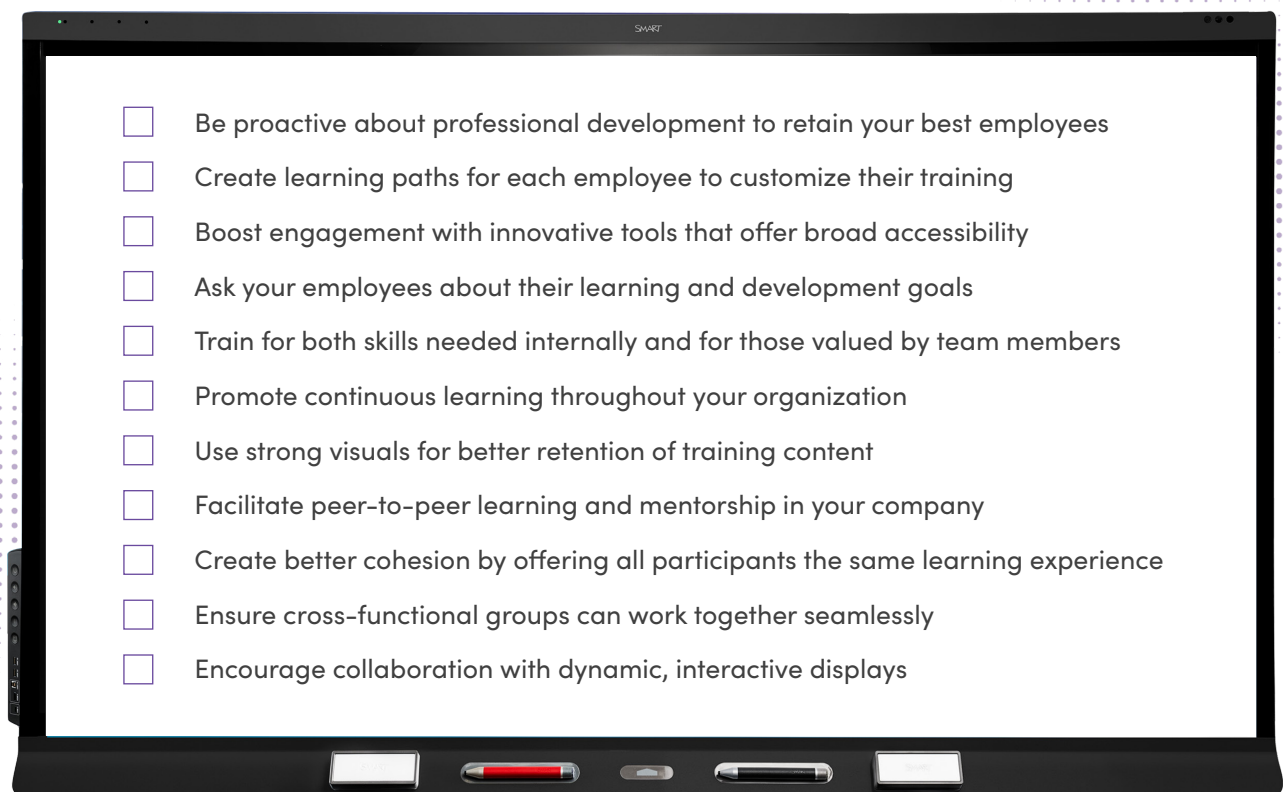 SMART
Be proactive about professional development to retain your best employees
Create learning paths for each employee to customize their training
Boost engagement with innovative tools that offer broad accessibility
Ask your employees about their learning and development goals
Train for both skills needed internally and for those valued by team members
Promote continuous learning throughout your organization
Use strong visuals for better retention of training content
Facilitate peer-to-peer learning and mentorship in your company
Create better cohesion by offering all participants the same learning experience
Ensure cross-functional groups can work together seamlessly
Encourage collaboration with dynamic, interactive displays